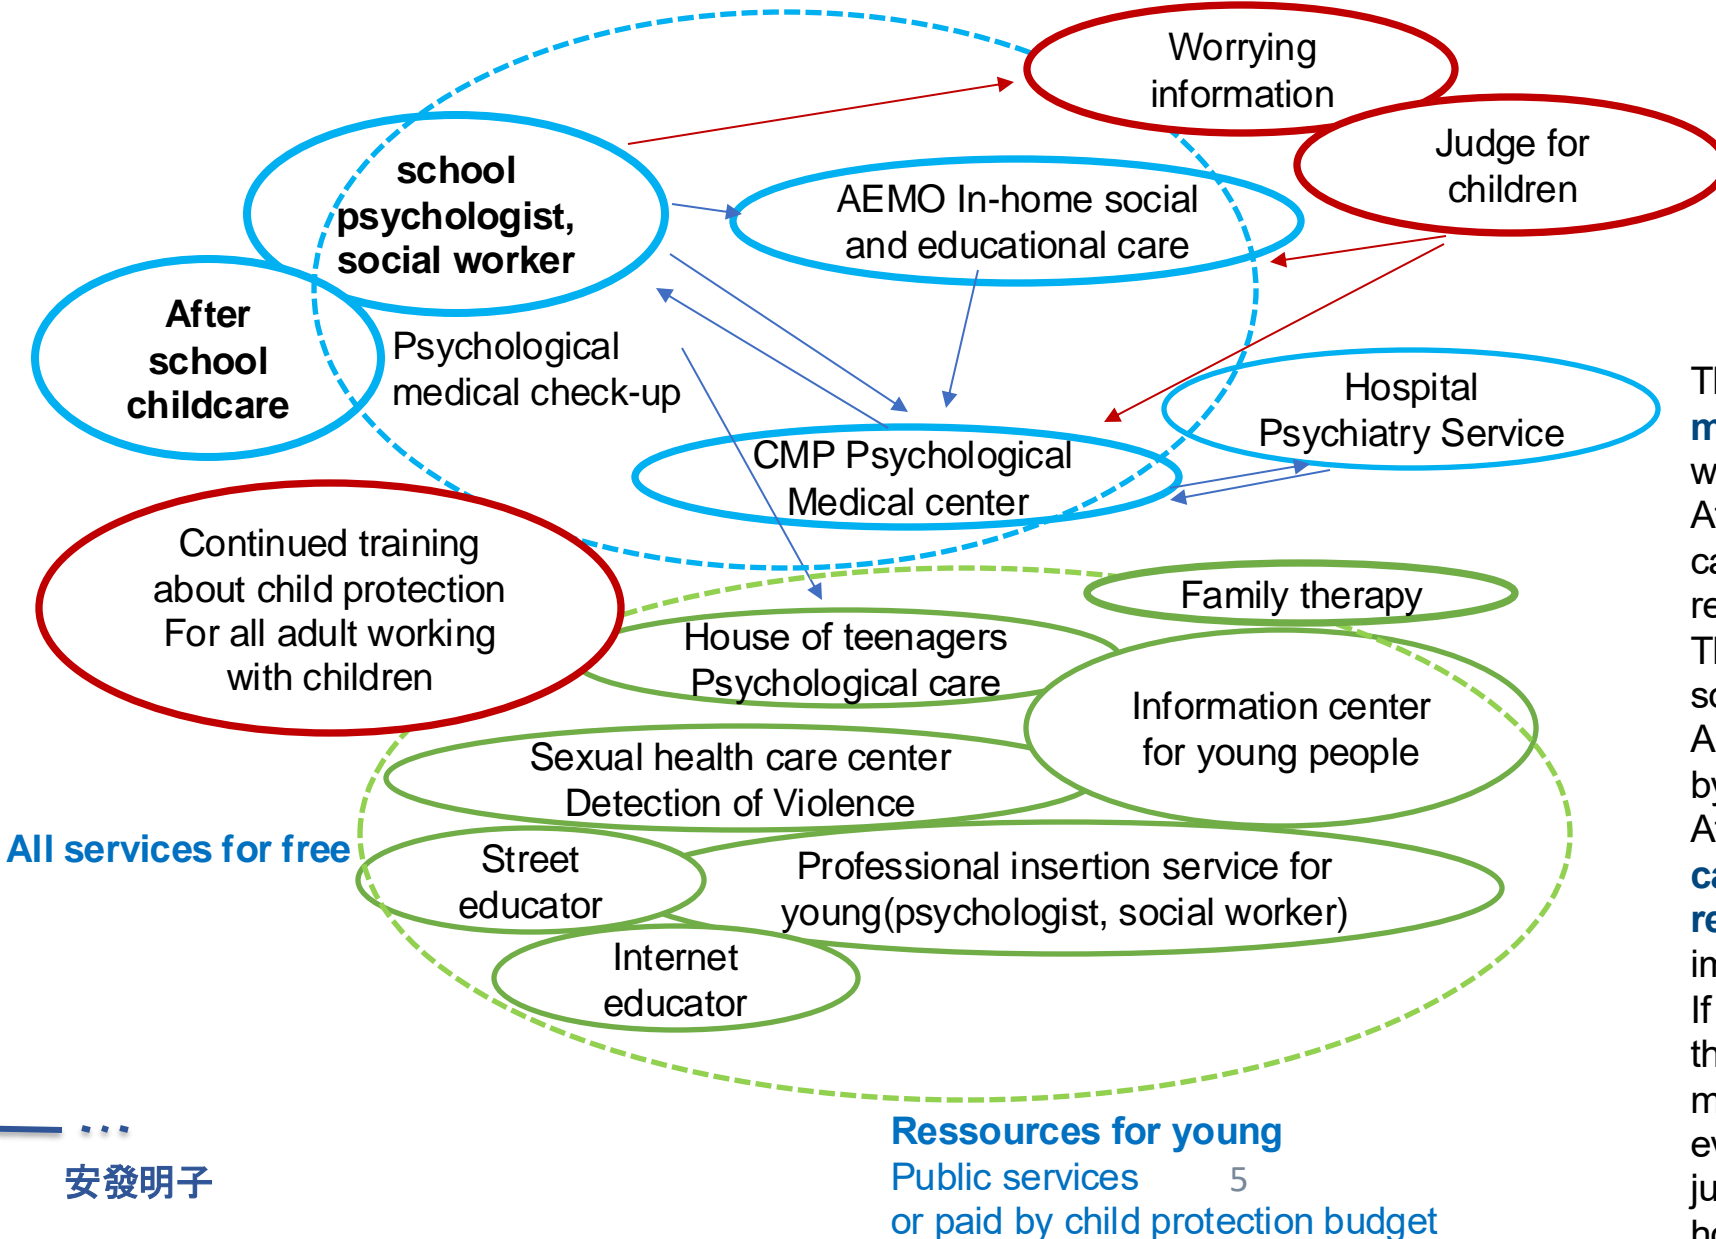 Worrying
information
Judge for
children
school
psychologist,
social worker
AEMO In-home social
and educational care
After
school
childcare
Psychological
medical check-up
Hospital
Psychiatry Service
CMP Psychological
Medical center
Continued training
about child protection
For all adult working
with children
Family therapy
House of teenagers
Psychological care
Information center
for young people
Sexual health care center
Detection of Violence
All services for free
Street
educator
Professional insertion service for
young(psychologist, social worker)
Internet
educator
Ressources for young
Public services
or paid by child protection budget
5
安發明子
If